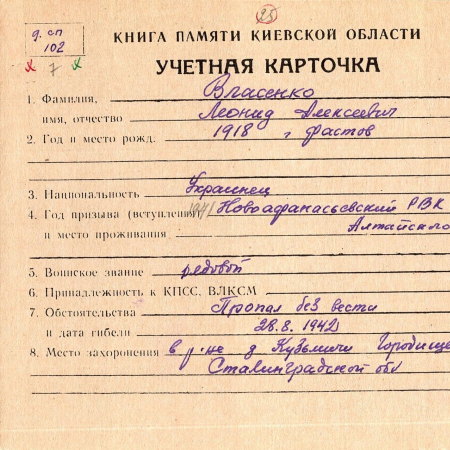 25
д. сп
102
х 7 х
КНИГА ПАМЯТИ КИЕВСКОЙ ОБЛАСТИ
УЧЕТНАЯ КАРТОЧКА
1. Фамилия, Власенко
имя, отчество Леонид Алексеевич
2. Год и место рожд. 1918 г Фастов
3. Национальность Украинец
4. Год призыва (вступления) 1941 Новоафанасьевский РВК
и место проживания Алтайского
5. Воинское звание рядовой
6. Принадлежность к КПСС, ВЛКСМ
7. Обстоятельства Пропал без вести
и дата гибели 28.8.1942
8. Место захоронения в р-не д Кузьмичи Городище
Сталинградской обл